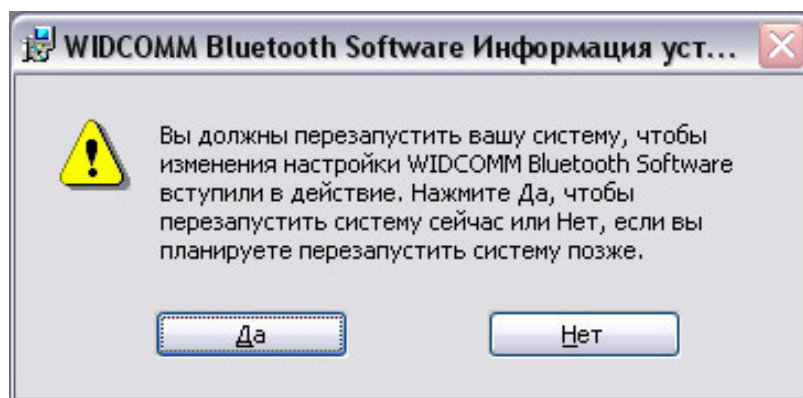 WIDCOMM Bluetooth Software Информация уст...
Вы должны перезапустить вашу систему, чтобы
изменения настройки WIDCOMM Bluetooth Software
вступили в действие. Нажмите Да, чтобы
перезапустить систему сейчас или Нет, если вы
планируете перезапустить систему позже.
Да
Нет